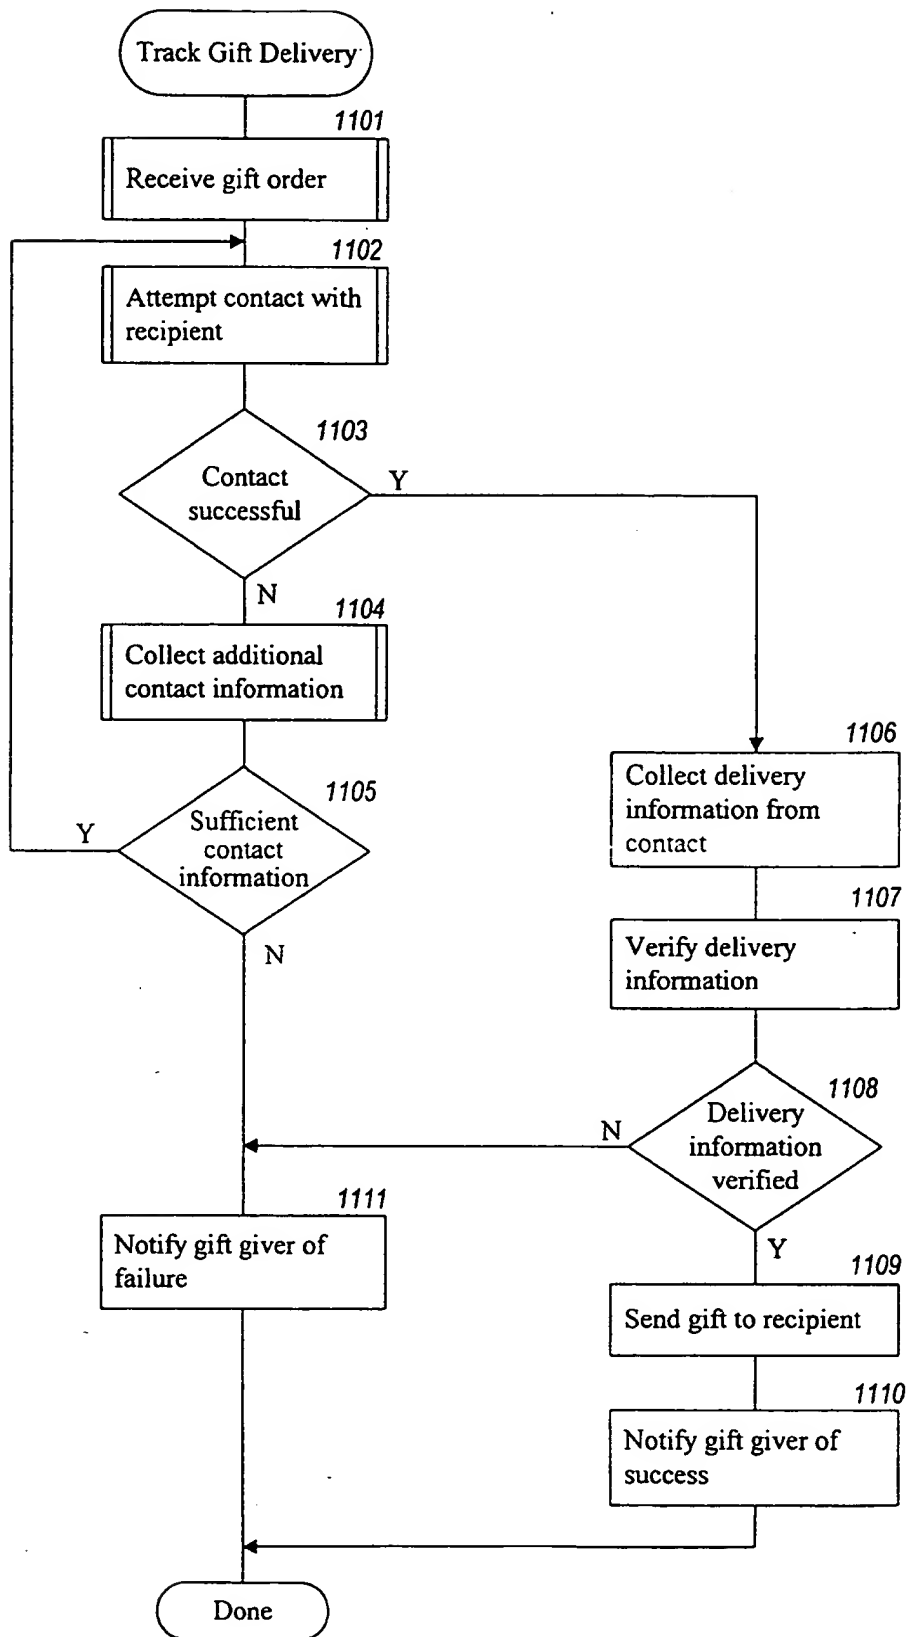 Track Gift Delivery
1101
Receive gift order
1102
Attempt contact with
recipient
1103
Contact
successful
Y
N
1104
Collect additional
contact information
1105
Sufficient
contact
information
Y
N
1106
Collect delivery
information from
contact
1107
Verify delivery
information
1108
Delivery
information
verified
N
Y
1111
Notify gift giver of
failure
1109
Send gift to recipient
1110
Notify gift giver of
success
Done